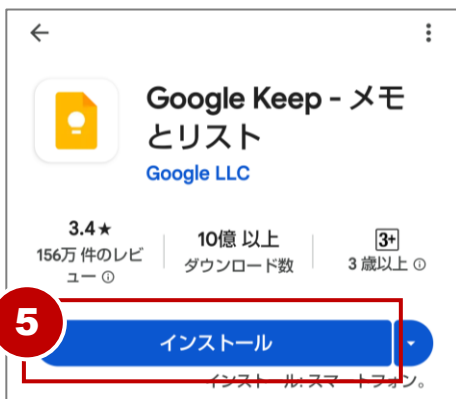 Google Keep - メモ
とリスト
Google LLC
3.4★
156万 件のレビ
ュー
10億 以上
ダウンロード数
3+
3 歳以上
5
インストール
インストール: スマートフォン。